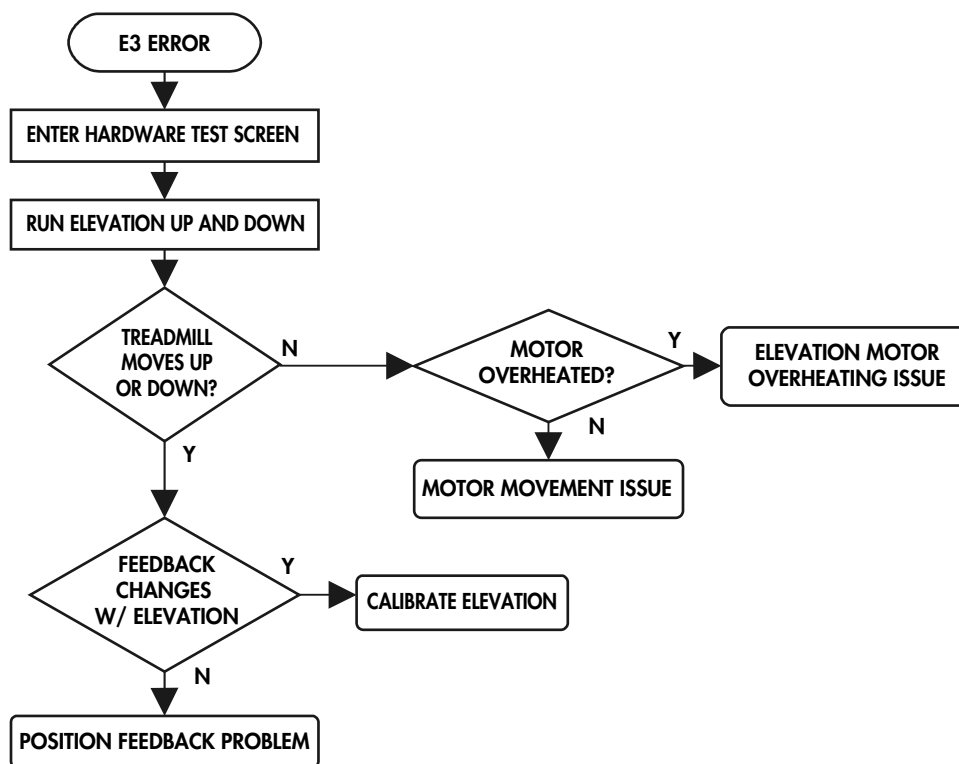 E3 ERROR
ENTER HARDWARE TEST SCREEN
RUN ELEVATION UP AND DOWN
TREADMILL
MOVES UP
OR DOWN?
N
MOTOR
OVERHEATED?
Y
ELEVATION MOTOR
OVERHEATING ISSUE
N
MOTOR MOVEMENT ISSUE
Y
FEEDBACK
CHANGES
W/ ELEVATION
Y
CALIBRATE ELEVATION
N
POSITION FEEDBACK PROBLEM